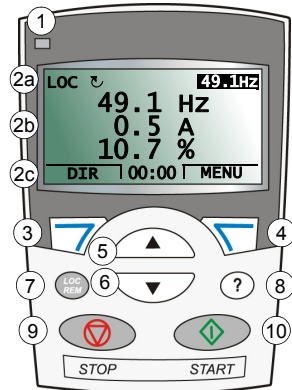 1
2a
LOC ↻ 49.1Hz
49.1 Hz
2b
0.5 A
10.7 %
2c
DIR 00:00 MENU
3
4
5
6
7
LOC
REM
?
8
9
10
STOP START